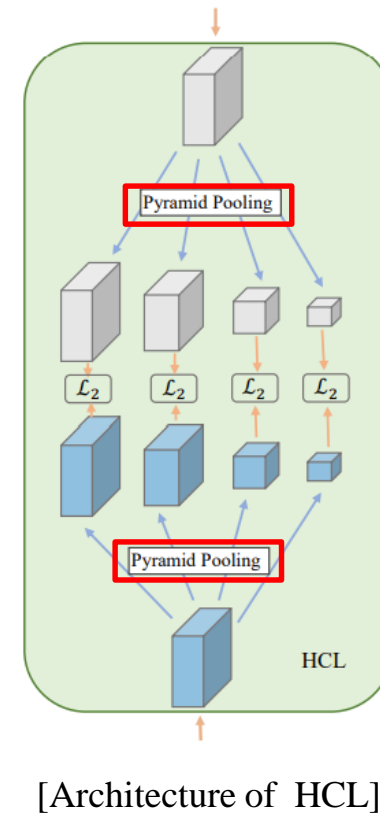 Pyramid Pooling
ℒ₂ ℒ₂ ℒ₂ ℒ₂
Pyramid Pooling
HCL
[Architecture of HCL]